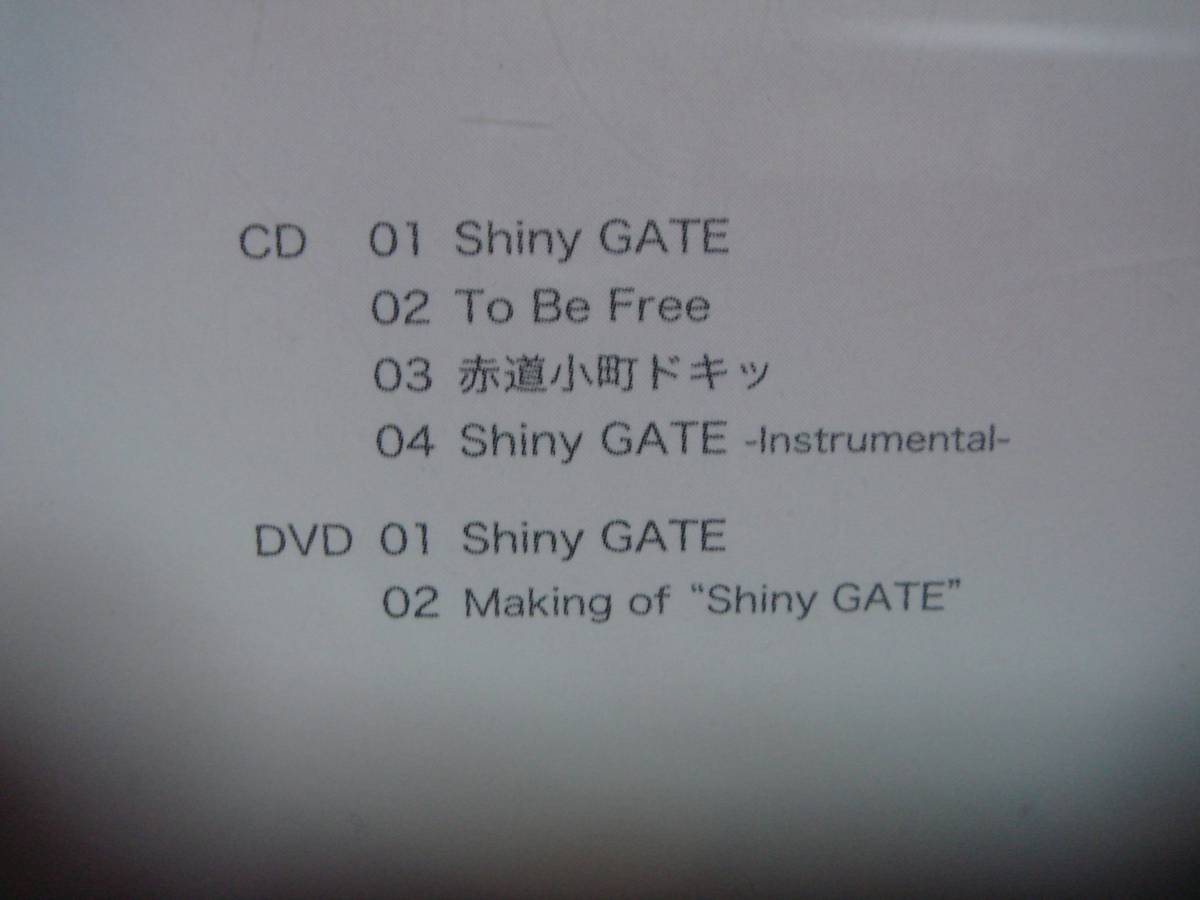 CD 01 Shiny GATE
02 To Be Free
03 赤道小町ドキッ
04 Shiny GATE -Instrumental-
DVD 01 Shiny GATE
02 Making of “Shiny GATE”